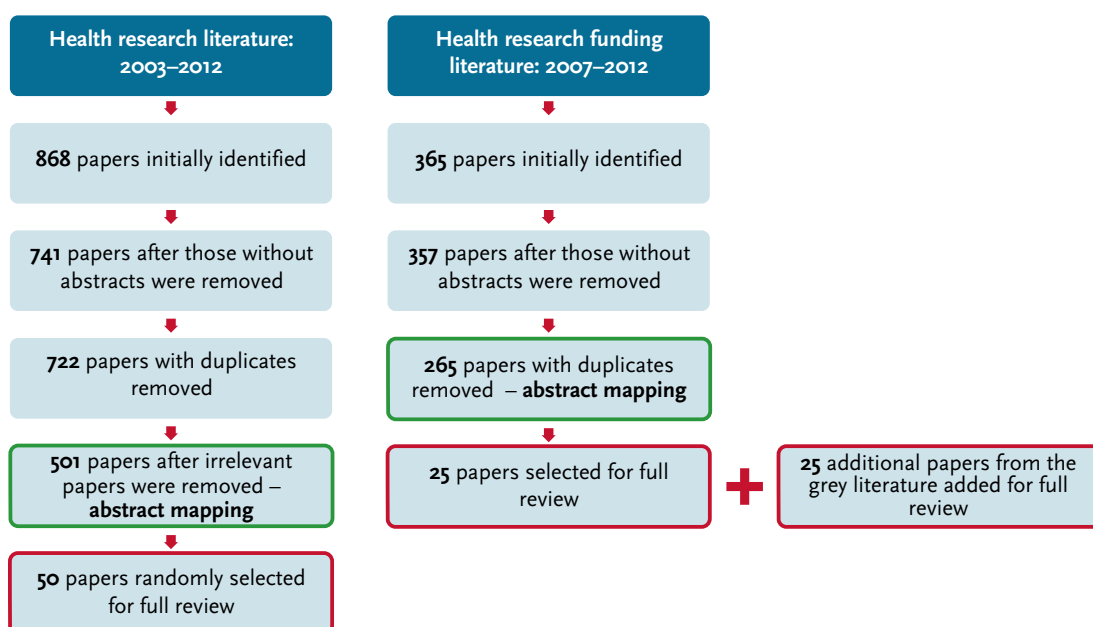 Health research literature:
2003–2012
868 papers initially identified
741 papers after those without
abstracts were removed
722 papers with duplicates
removed
501 papers after irrelevant
papers were removed –
abstract mapping
50 papers randomly selected
for full review
Health research funding
literature: 2007–2012
365 papers initially identified
357 papers after those without
abstracts were removed
265 papers with duplicates
removed – abstract mapping
25 papers selected for full
review
25 additional papers from the
grey literature added for full
review